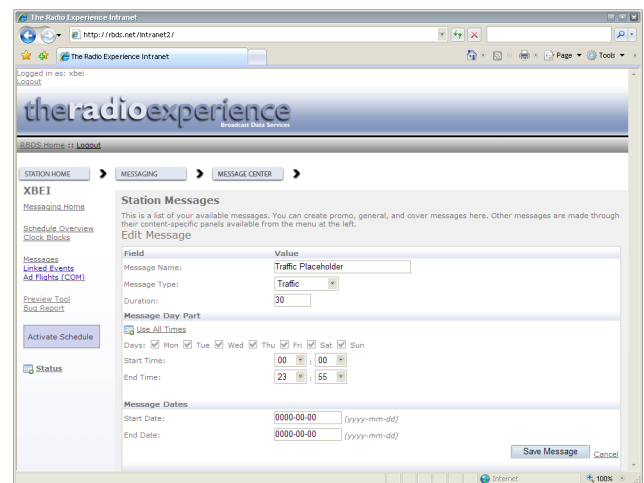 The Radio Experience Intranet
http://rbds.net/Intranet2/
The Radio Experience Intranet
Page
Tools
Logged in as: xbei
Logout
theradioexperience
Broadcast Data Services
RBDS Home :: Logout
STATION HOME
MESSAGING
MESSAGE CENTER
XBEI
Messaging Home
Schedule Overview
Clock Blocks
Messages
Linked Events
Ad Flights (COM)
Preview Tool
Bug Report
Activate Schedule
Status
Station Messages
This is a list of your available messages. You can create promo, general, and cover messages here. Other messages are made through
their content-specific panels available from the menu at the left.
Edit Message
Field Value
Message Name: Traffic Placeholder
Message Type: Traffic
Duration: 30
Message Day Part
Use All Times
Days: Mon Tue Wed Thu Fri Sat Sun
Start Time: 00 : 00
End Time: 23 : 55
Message Dates
Start Date: 0000-00-00 (yyyy-mm-dd)
End Date: 0000-00-00 (yyyy-mm-dd)
Save Message Cancel
Internet 100%